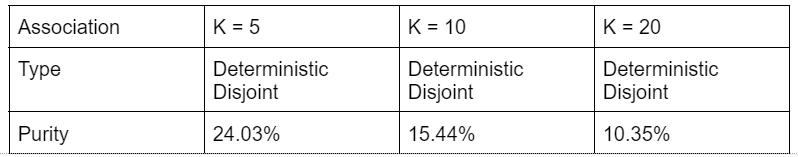 Association K = 5 K = 10 K = 20
Type Deterministic Disjoint Deterministic Disjoint Deterministic Disjoint
Purity 24.03% 15.44% 10.35%